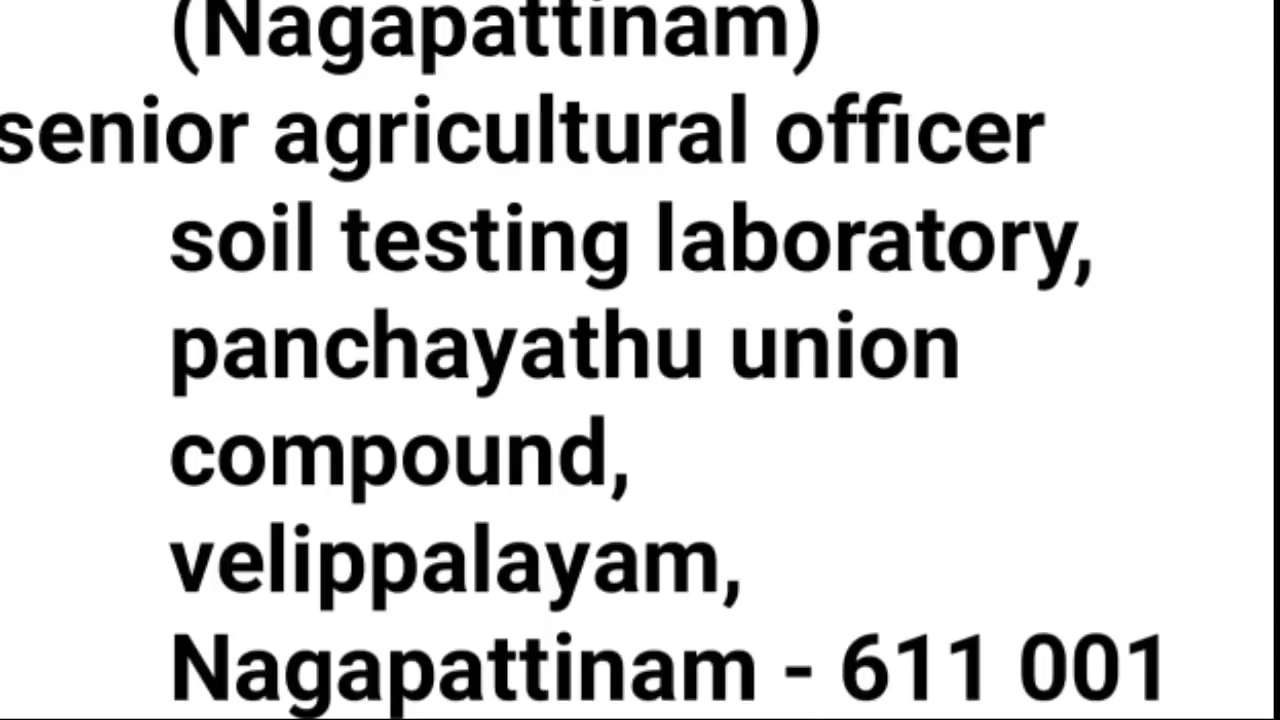 (Nagapattinam)
senior agricultural officer
soil testing laboratory,
panchayathu union
compound,
velippalayam,
Nagapattinam - 611 001